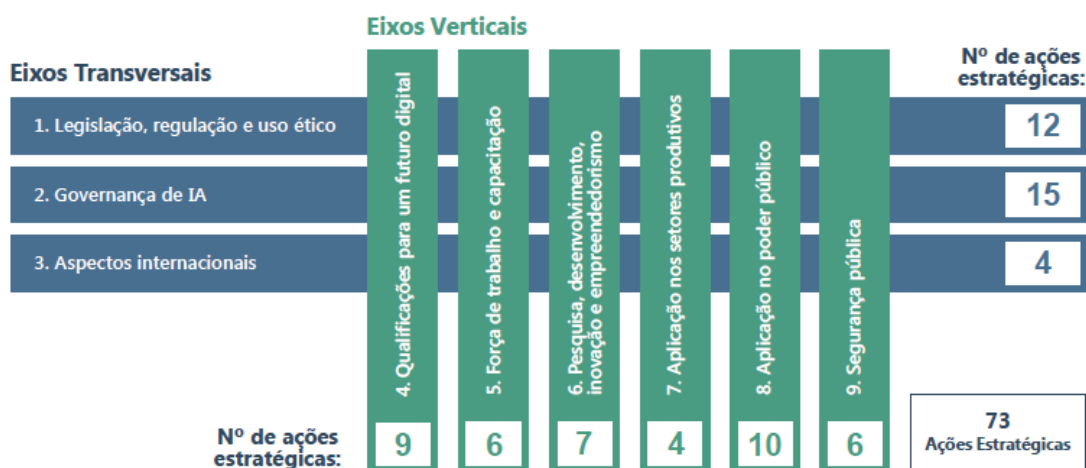 Eixos Verticais
Eixos Transversais
Nº de ações
estratégicas:
1. Legislação, regulação e uso ético
12
2. Governança de IA
15
3. Aspectos internacionais
4
4. Qualificações para um futuro digital
5. Força de trabalho e capacitação
6. Pesquisa, desenvolvimento,
inovação e empreendedorismo
7. Aplicação nos setores produtivos
8. Aplicação no poder público
9. Segurança pública
Nº de ações
estratégicas:
9
6
7
4
10
6
73
Ações Estratégicas